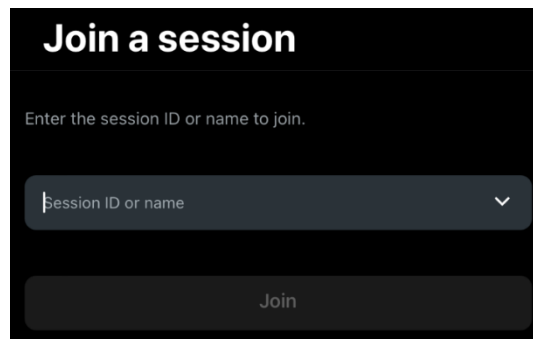 Join a session
Enter the session ID or name to join.
Session ID or name
Join